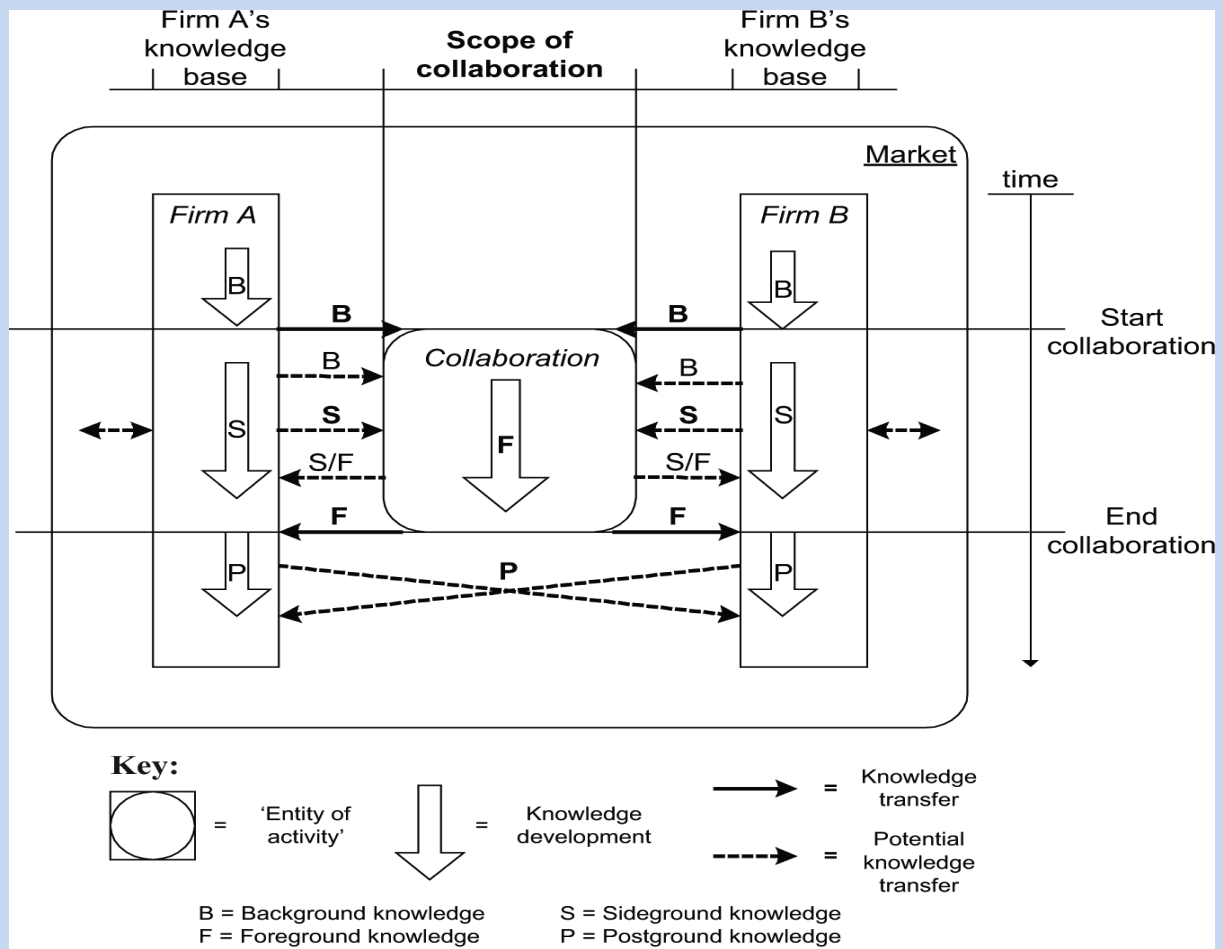 Firm A's
knowledge
base
Scope of
collaboration
Firm B's
knowledge
base
Market
time
Firm A
Firm B
B
B
B
B
Start
collaboration
Collaboration
B
B
S
S
S
S
F
S/F
S/F
F
F
End
collaboration
P
P
P
Key:
= 'Entity of
activity'
= Knowledge
development
= Knowledge
transfer
= Potential
knowledge
transfer
B = Background knowledge
S = Sideground knowledge
F = Foreground knowledge
P = Postground knowledge